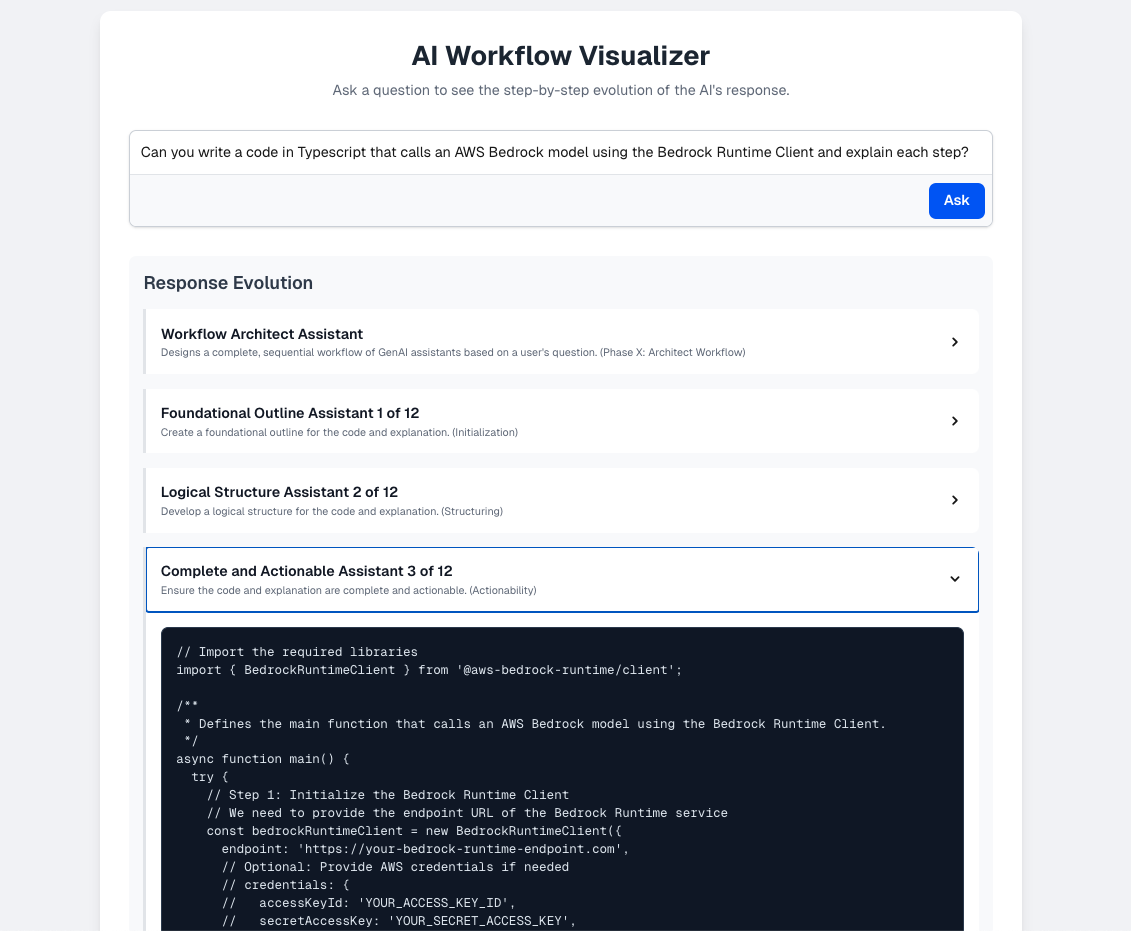 AI Workflow Visualizer
Ask a question to see the step-by-step evolution of the AI's response.
Can you write a code in Typescript that calls an AWS Bedrock model using the Bedrock Runtime Client and explain each step?
Ask
Response Evolution
Workflow Architect Assistant
Designs a complete, sequential workflow of GenAI assistants based on a user's question. (Phase X: Architect Workflow)
Foundational Outline Assistant 1 of 12
Create a foundational outline for the code and explanation. (Initialization)
Logical Structure Assistant 2 of 12
Develop a logical structure for the code and explanation. (Structuring)
Complete and Actionable Assistant 3 of 12
Ensure the code and explanation are complete and actionable. (Actionability)
// Import the required libraries
import { BedrockRuntimeClient } from '@aws-bedrock-runtime/client';
/**
 * Defines the main function that calls an AWS Bedrock model using the Bedrock Runtime Client.
 */
async function main() {
  try {
    // Step 1: Initialize the Bedrock Runtime Client
    // We need to provide the endpoint URL of the Bedrock Runtime service
    const bedrockRuntimeClient = new BedrockRuntimeClient({
      endpoint: 'https://your-bedrock-runtime-endpoint.com',
      // Optional: Provide AWS credentials if needed
      // credentials: {
      //   accessKeyId: 'YOUR_ACCESS_KEY_ID',
      //   secretAccessKey: 'YOUR_SECRET_ACCESS_KEY',